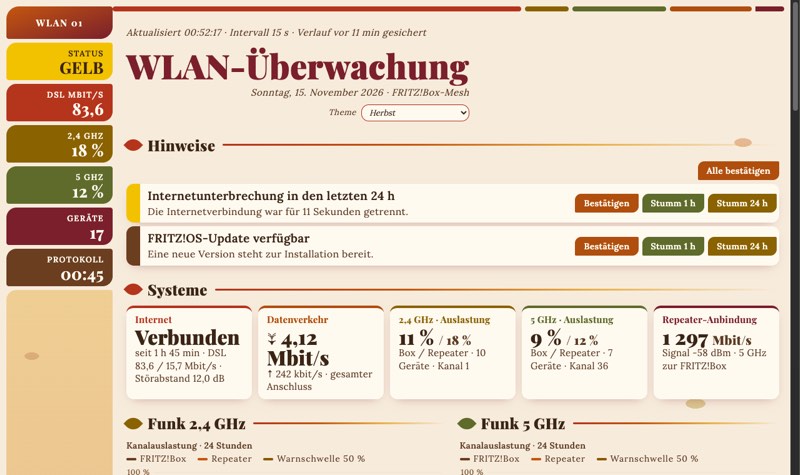 WLAN 01
STATUS
GELB
DSL MBIT/S
83,6
2,4 GHZ
18 %
5 GHZ
12 %
GERÄTE
17
PROTOKOLL
00:45
Aktualisiert 00:52:17 · Intervall 15 s · Verlauf vor 11 min gesichert
WLAN-Überwachung
Sonntag, 15. November 2026 · FRITZ!Box-Mesh
Theme Herbst
Hinweise
Alle bestätigen
Internetunterbrechung in den letzten 24 h
Die Internetverbindung war für 11 Sekunden getrennt.
Bestätigen Stumm 1 h Stumm 24 h
FRITZ!OS-Update verfügbar
Eine neue Version steht zur Installation bereit.
Bestätigen Stumm 1 h Stumm 24 h
Systeme
Internet
Verbunden
seit 1 h 45 min · DSL
83,6 / 15,7 Mbit/s ·
Störabstand 12,0 dB
Datenverkehr
4,12
Mbit/s
↑ 242 kbit/s · gesamter
Anschluss
2,4 GHz · Auslastung
11 % / 18 %
Box / Repeater · 10
Geräte · Kanal 1
5 GHz · Auslastung
9 % / 12 %
Box / Repeater · 7
Geräte · Kanal 36
Repeater-Anbindung
1 297 Mbit/s
Signal -58 dBm · 5 GHz
zur FRITZ!Box
Funk 2,4 GHz
Kanalauslastung · 24 Stunden
FRITZ!Box Repeater Warnschwelle 50 %
100 %
Funk 5 GHz
Kanalauslastung · 24 Stunden
FRITZ!Box Repeater Warnschwelle 50 %
100 %